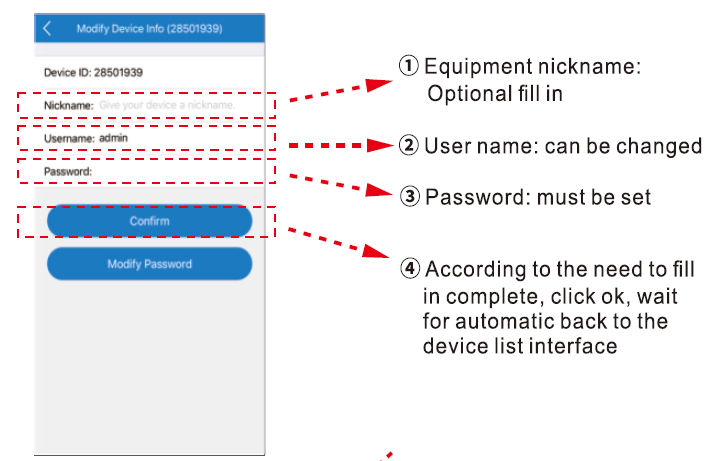 Modify Device Info (28501939)
Device ID: 28501939
Nickname: Give your device a nickname.
Username: admin
Password:
Confirm
Modify Password
① Equipment nickname:
Optional fill in
② User name: can be changed
③ Password: must be set
④ According to the need to fill
in complete, click ok, wait
for automatic back to the
device list interface